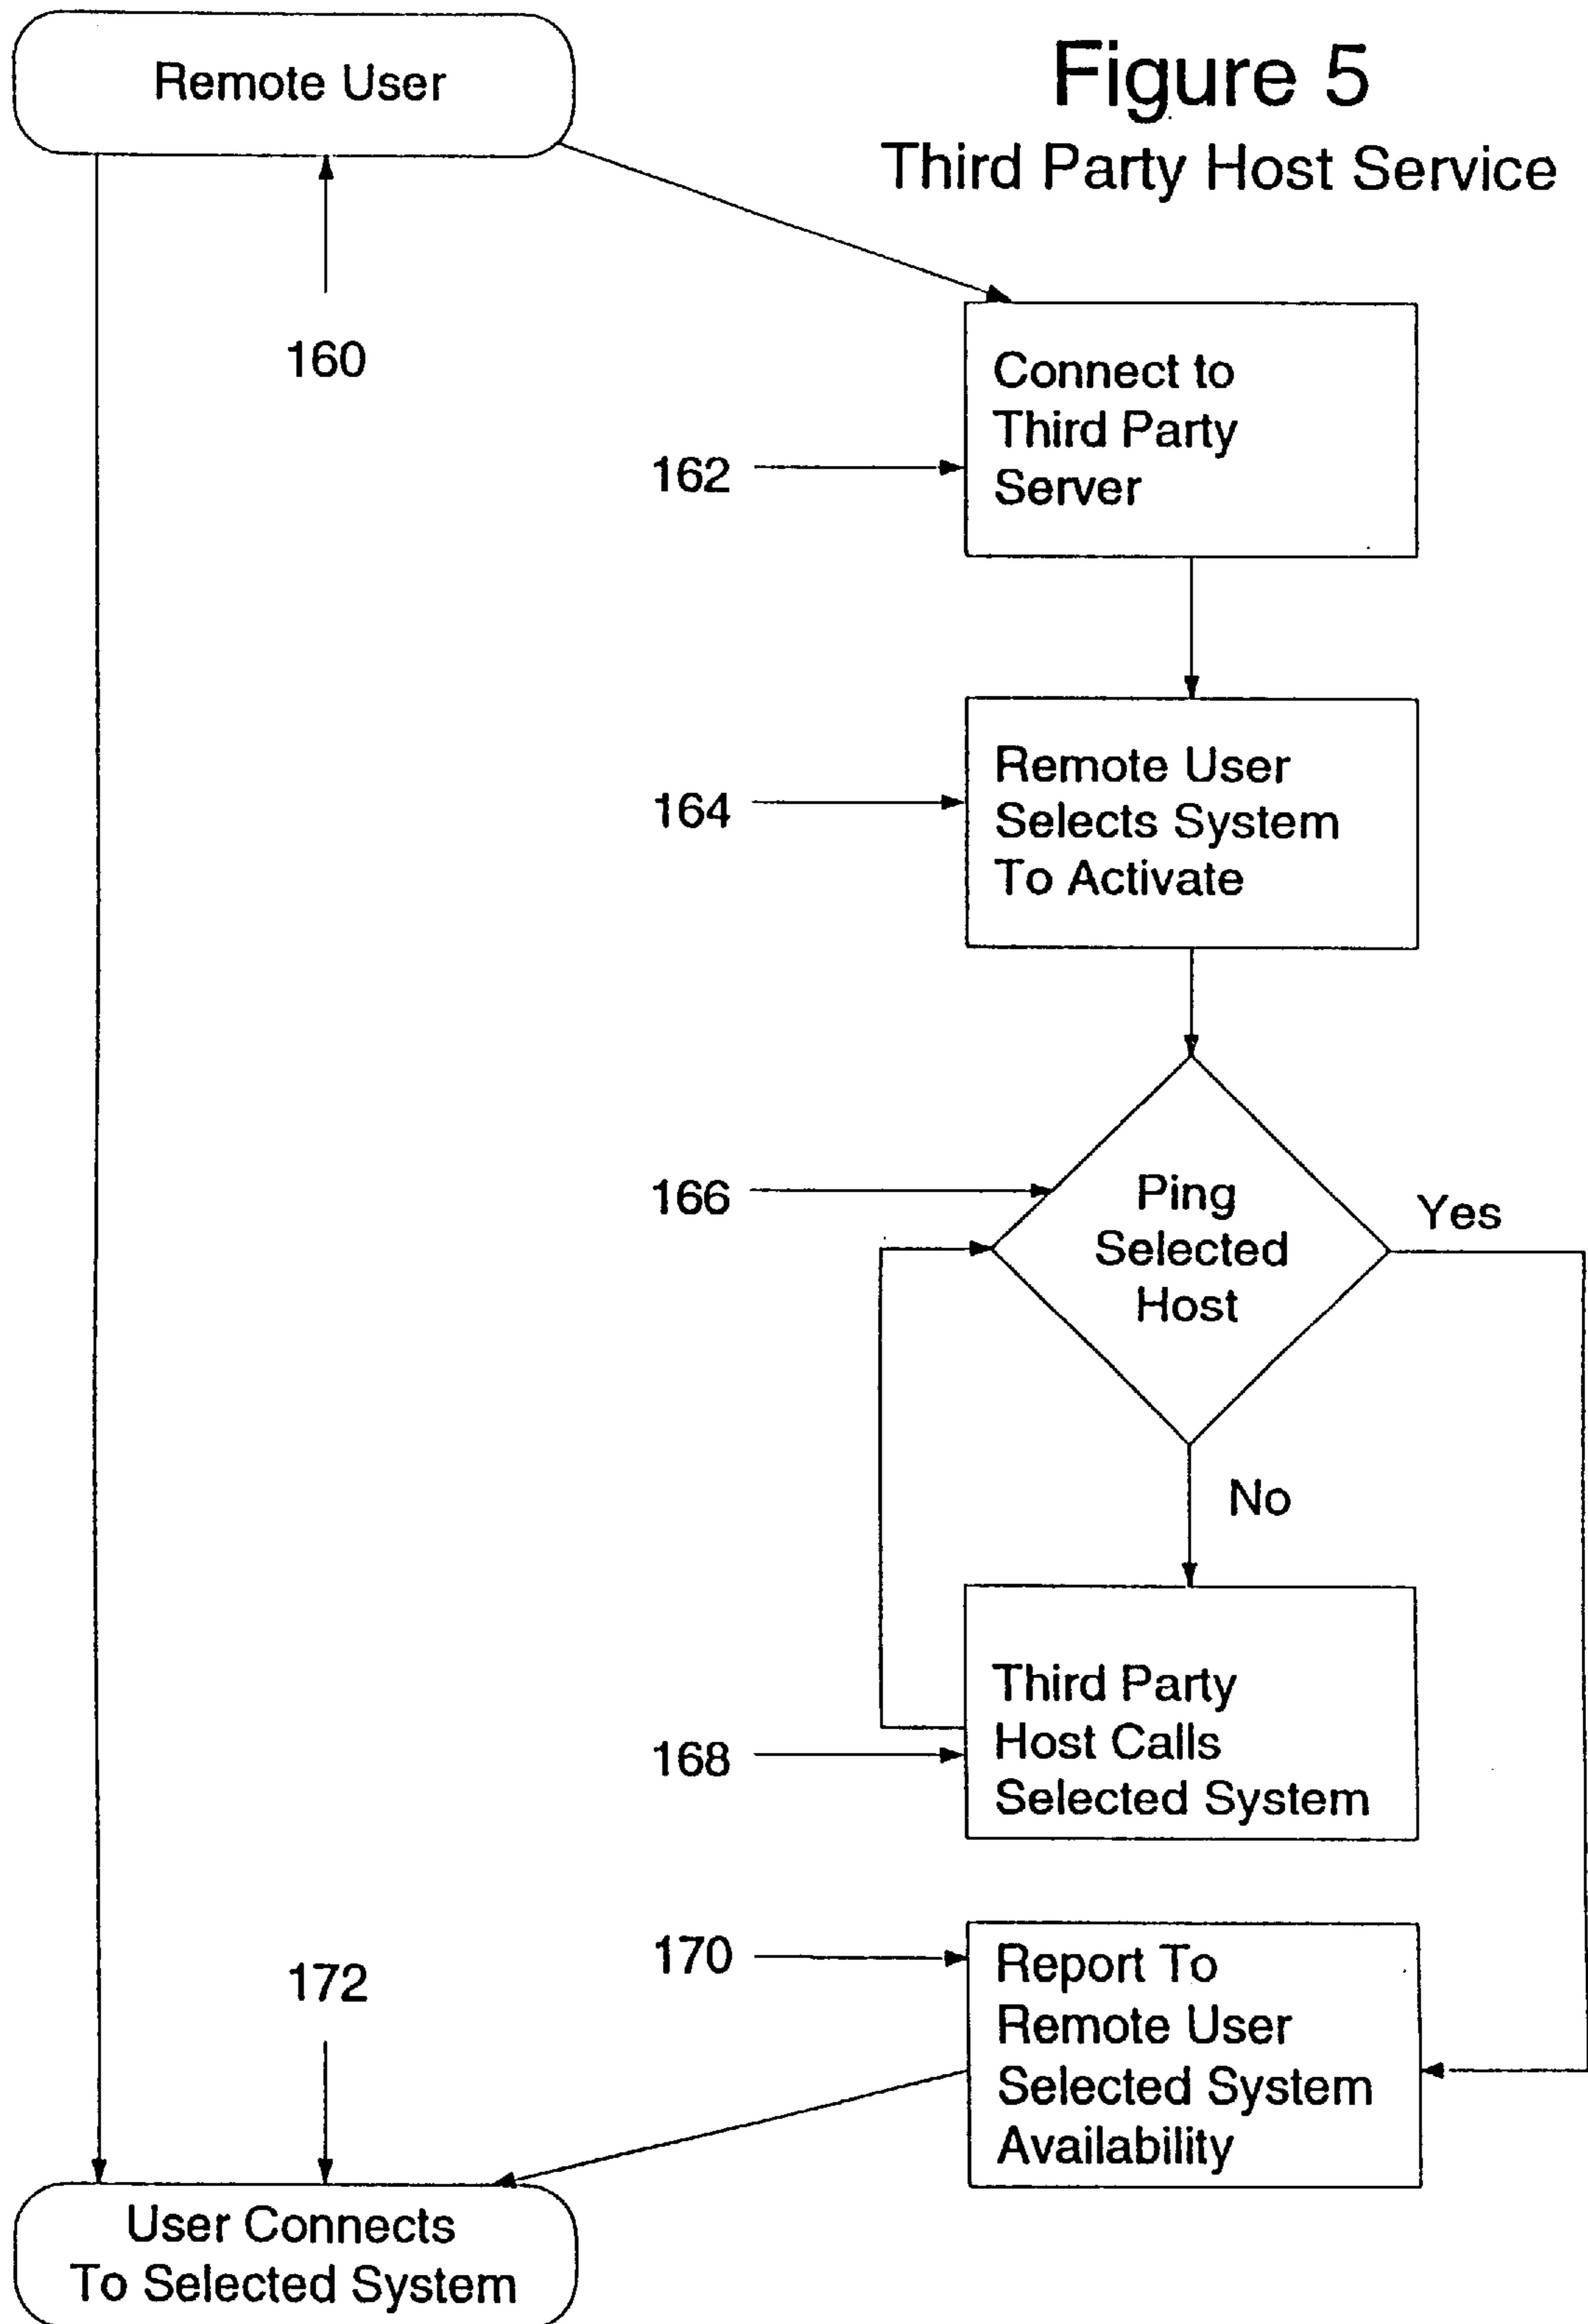 Figure 5
Third Party Host Service
Remote User
160
Connect to
Third Party
Server
162
Remote User
Selects System
To Activate
164
Ping
Selected
Host
166
Yes
No
Third Party
Host Calls
Selected System
168
170
Report To
Remote User
Selected System
Availability
172
User Connects
To Selected System